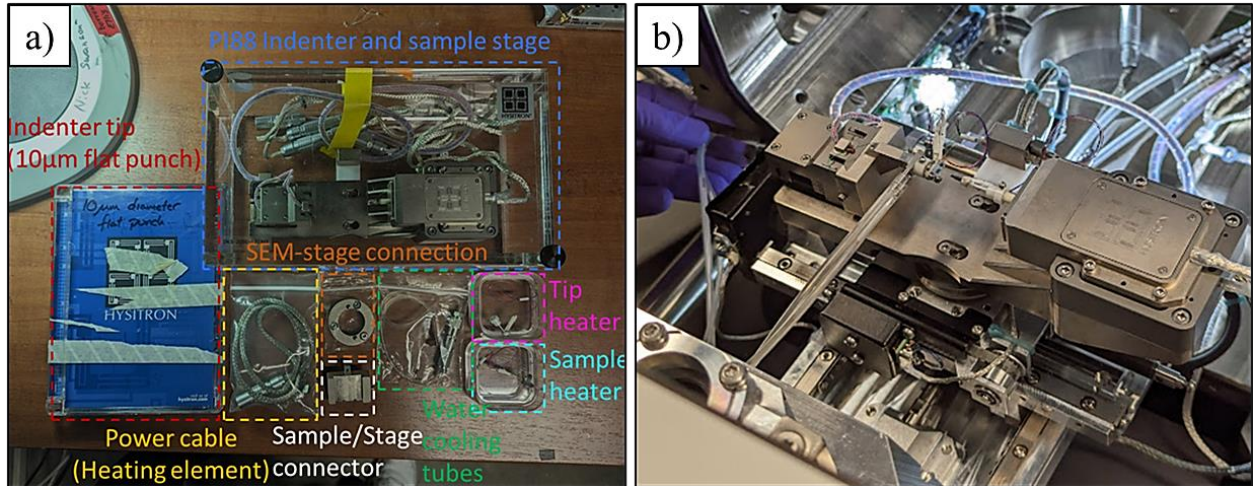 a)
b)
Nick Swanson
PI88 Indenter and sample stage
HYSITRON
Indenter tip
(10µm flat punch)
10µm diameter
flat punch
HYSITRON
SEM-stage connection
Tip
heater
Sample
heater
Power cable
(Heating element)
Sample/Stage
connector
Water
cooling
tubes